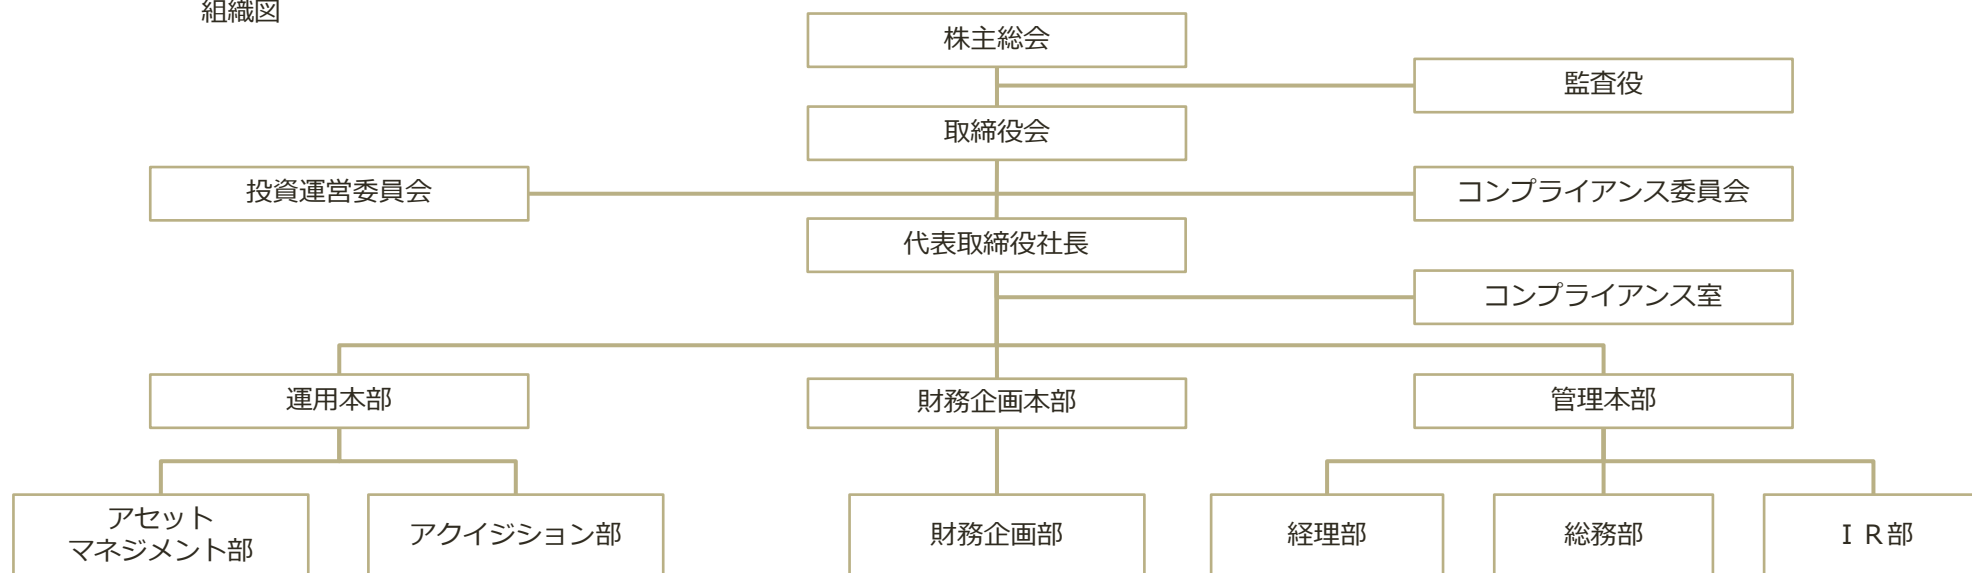 組織図
株主総会
監査役
取締役会
投資運営委員会
コンプライアンス委員会
代表取締役社長
コンプライアンス室
運用本部
財務企画本部
管理本部
アセット
マネジメント部
アクイジション部
財務企画部
経理部
総務部
ＩＲ部